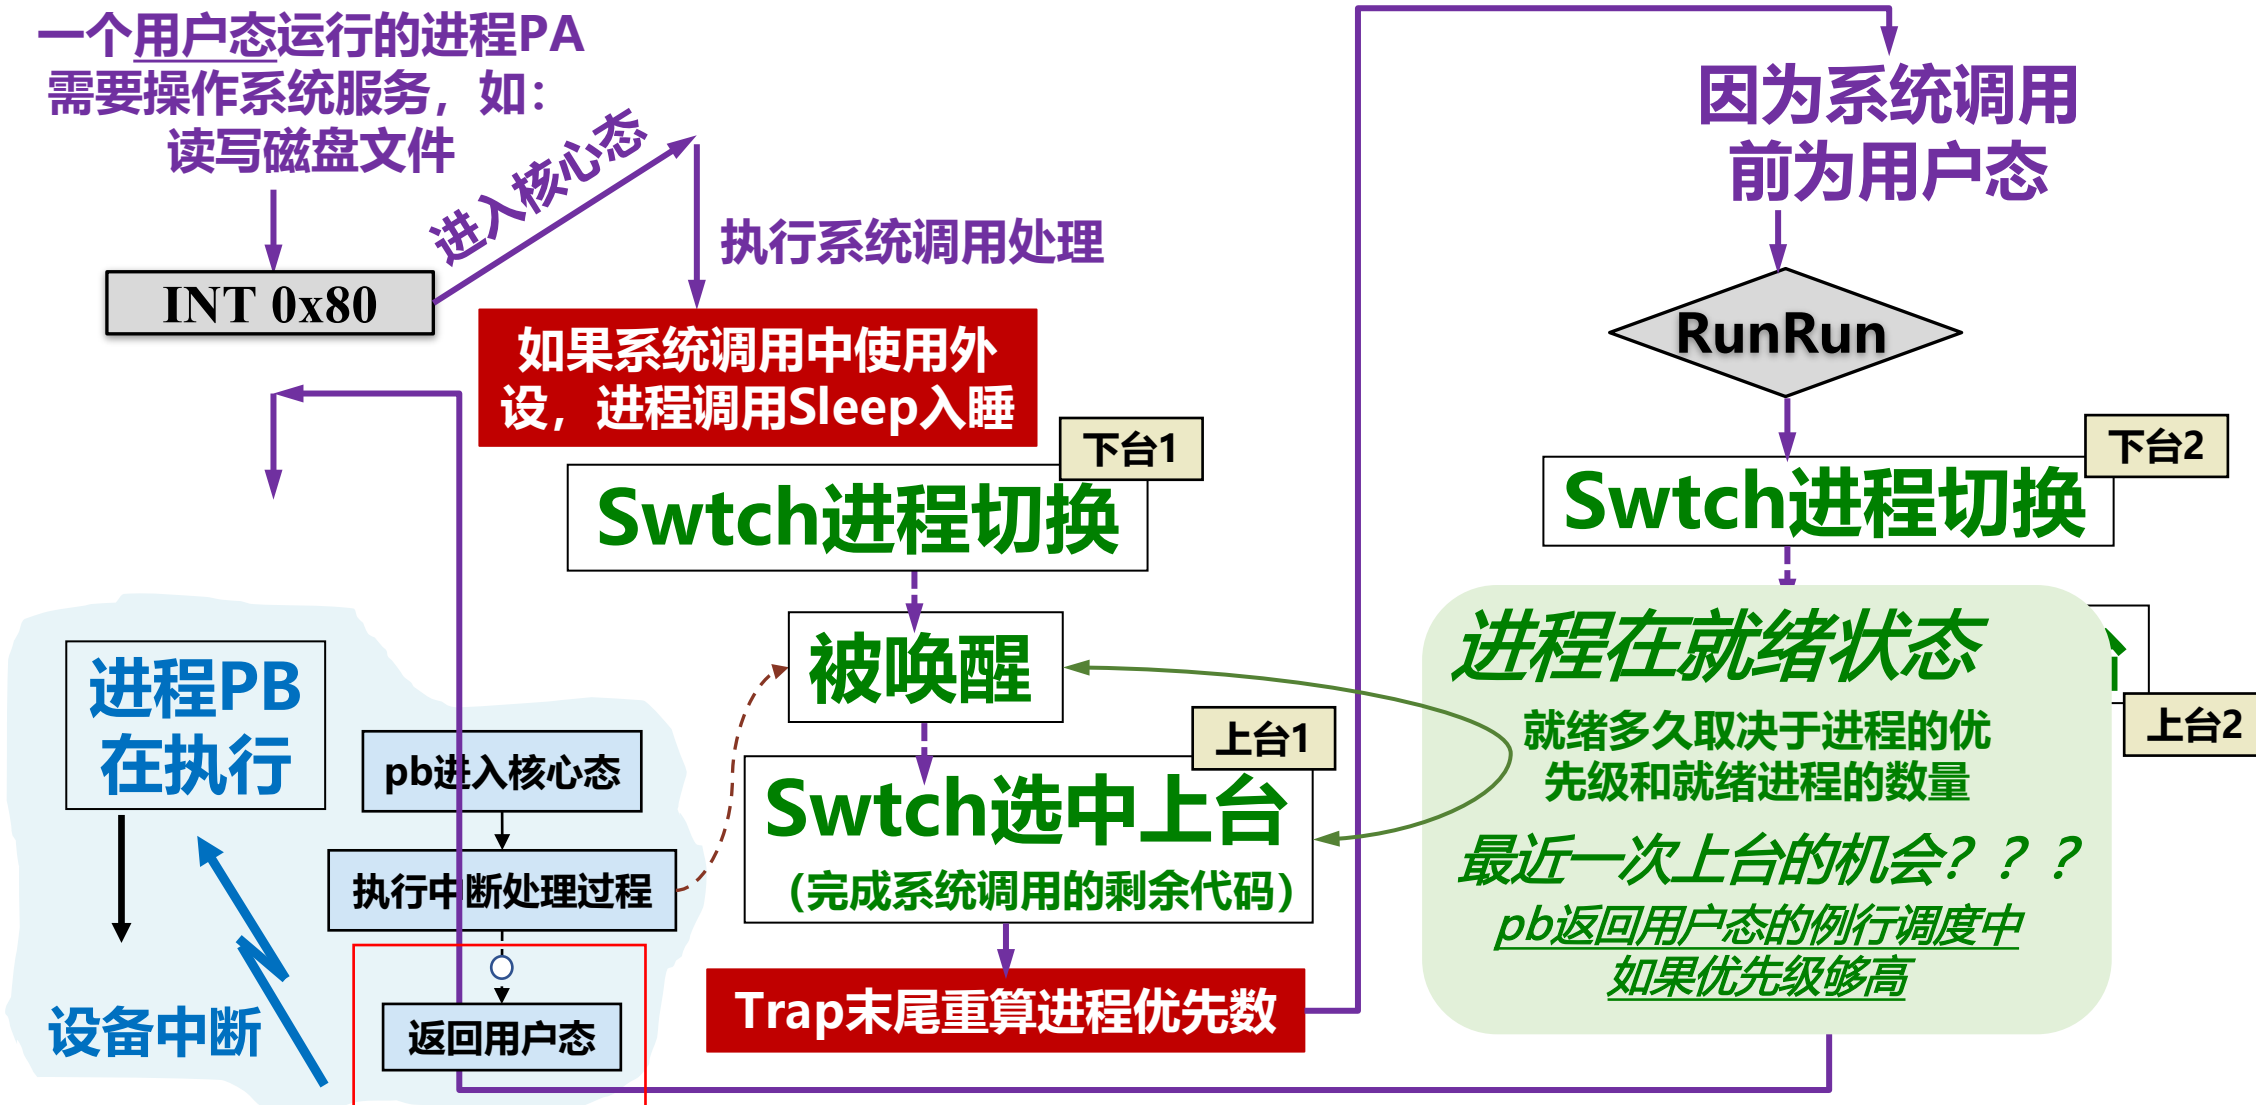 一个用户态运行的进程PA
需要操作系统服务，如：
读写磁盘文件
进入核心态
INT 0x80
执行系统调用处理
如果系统调用中使用外
设，进程调用Sleep入睡
下台1
Swtch进程切换
被唤醒
上台1
Swtch选中上台
（完成系统调用的剩余代码）
Trap末尾重算进程优先数
进程PB
在执行
设备中断
pb进入核心态
执行中断处理过程
返回用户态
因为系统调用
前为用户态
RunRun
下台2
Swtch进程切换
进程在就绪状态
就绪多久取决于进程的优
先级和就绪进程的数量
最近一次上台的机会？？？
pb返回用户态的例行调度中
如果优先级够高
上台2